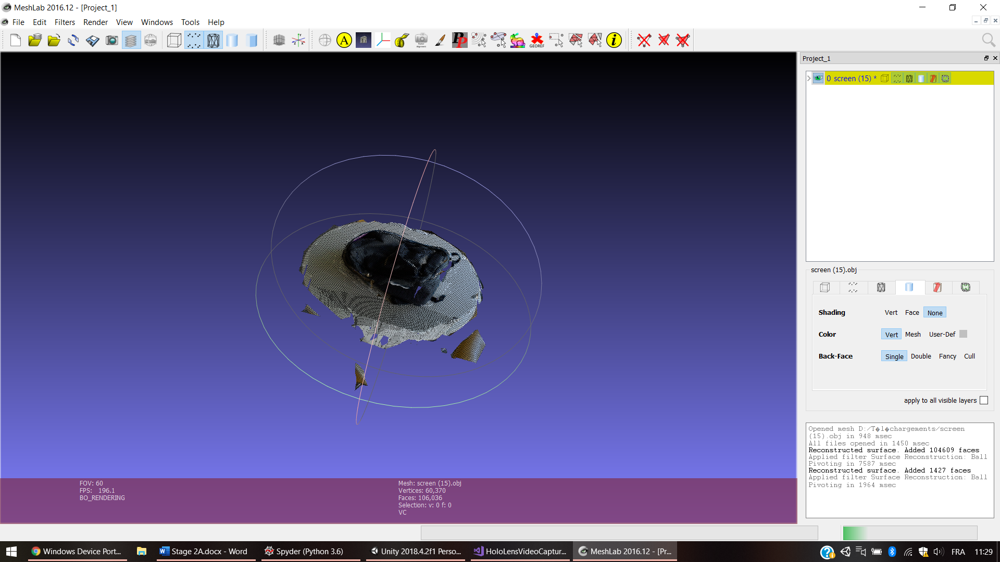 MeshLab 2016.12 - [Project_1]
File Edit Filters Render View Windows Tools Help
A
PP
GEOREF
i
Project_1
0 screen (15) *
screen (15).obj
Shading Vert Face None
Color Vert Mesh User-Def
Back-Face Single Double Fancy Cull
apply to all visible layers
Opened mesh D:/T�l�chargements/screen
(15).obj in 948 msec
All files opened in 1450 msec
Reconstructed surface. Added 104609 faces
Applied filter Surface Reconstruction: Ball
Pivoting in 7587 msec
Reconstructed surface. Added 1427 faces
Applied filter Surface Reconstruction: Ball
Pivoting in 1964 msec
FOV: 60
FPS: 196.1
BO_RENDERING
Mesh: screen (15).obj
Vertices: 60,370
Faces: 106,036
Selection: v: 0 f: 0
VC
Windows Device Port...
Stage 2A.docx - Word
Spyder (Python 3.6)
Unity 2018.4.2f1 Perso...
HoloLensVideoCaptur...
MeshLab 2016.12 - [Pr...
FRA
11:29